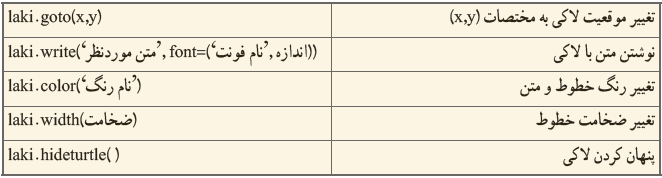 laki.goto(x,y) تغییر موقعیت لاکی به مختصات (x,y)
laki.write(‘متن موردنظر’, font=(‘نام فونت’, اندازه)) نوشتن متن با لاکی
laki.color(‘نام رنگ’) تغییر رنگ خطوط و متن
laki.width(ضخامت) تغییر ضخامت خطوط
laki.hideturtle( ) پنهان کردن لاکی